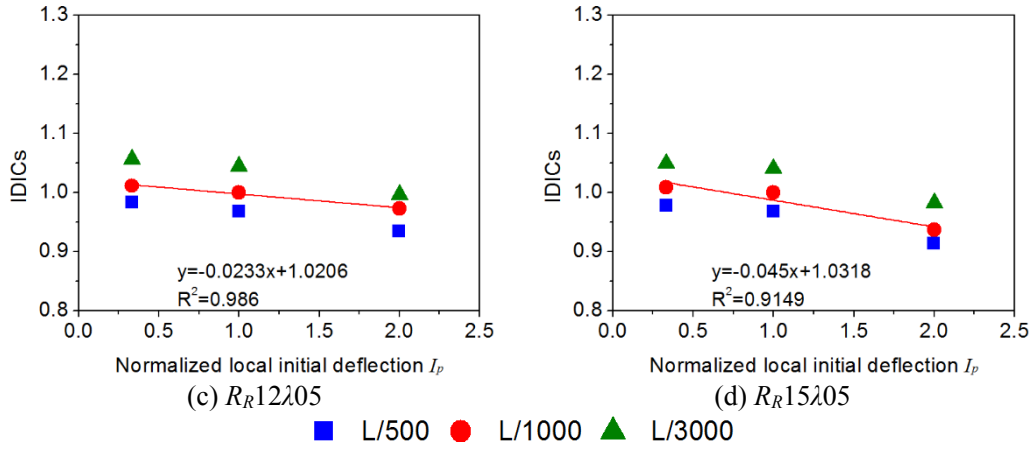 1.3
1.2
1.1
1.0
0.9
0.8
IDICs
y=-0.0233x+1.0206
R²=0.986
0.0 0.5 1.0 1.5 2.0 2.5
Normalized local initial deflection Iₚ
(c) R_R12λ05
1.3
1.2
1.1
1.0
0.9
0.8
IDICs
y=-0.045x+1.0318
R²=0.9149
0.0 0.5 1.0 1.5 2.0 2.5
Normalized local initial deflection Iₚ
(d) R_R15λ05
L/500 L/1000 L/3000